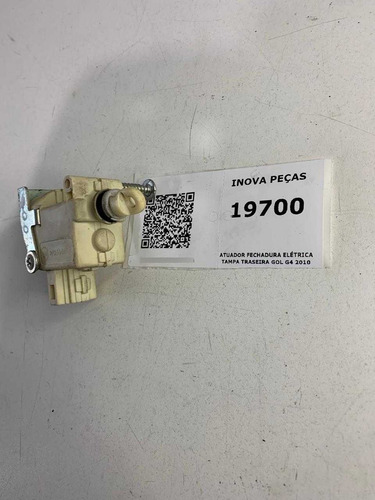 INOVA PEÇAS
19700
ATUADOR FECHADURA ELÉTRICA
TAMPA TRASEIRA GOL G4 2010